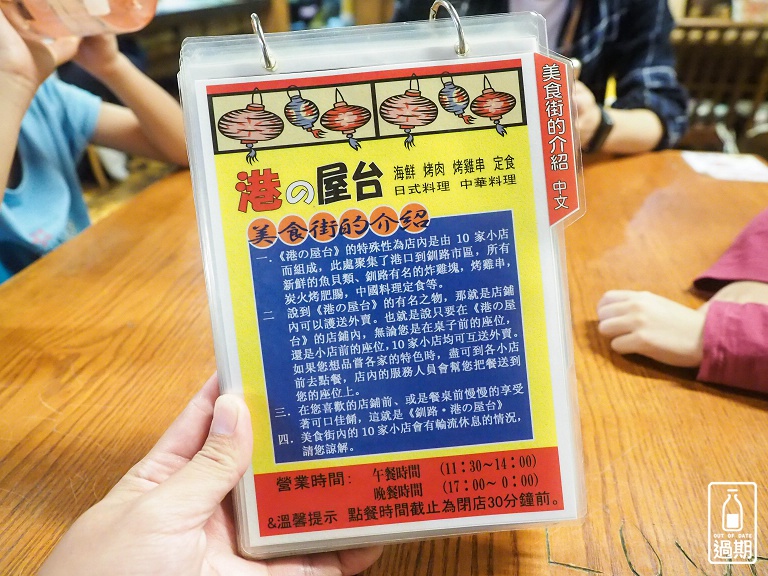 美食街的介紹 中文
港の屋台
海鮮 烤肉 烤雞串 定食
日式料理 中華料理
美食街的介紹
一.《港の屋台》的特殊性為店內是由 10 家小店
而組成，此處聚集了港口到釧路市區，所有
新鮮的魚貝類、釧路有名的炸雞塊，烤雞串，
炭火烤肥腸，中國料理定食等。
二 說到《港の屋台》的有名之物，那就是店鋪
內可以護送外賣。也就是說只要在《港の屋
台》的店鋪內，無論您是在桌子前的座位，
還是小店前的座位，10 家小店均可互送外賣。
如果您想品嘗各家的特色時，盡可到各小店
前去點餐，店內的服務人員會幫您把餐送到
您的座位上。
三．在您喜歡的店鋪前、或是餐桌前慢慢的享受
著可口佳餚，這就是《釧路・港の屋台》
四．美食街內的 10 家小店會有輪流休息的情況，
請您諒解。
營業時間： 午餐時間 （11：30～14：00）
晚餐時間 （17：00～ 0：00）
&溫馨提示 點餐時間截止為閉店30分鐘前。
OUT OF DATE
過期